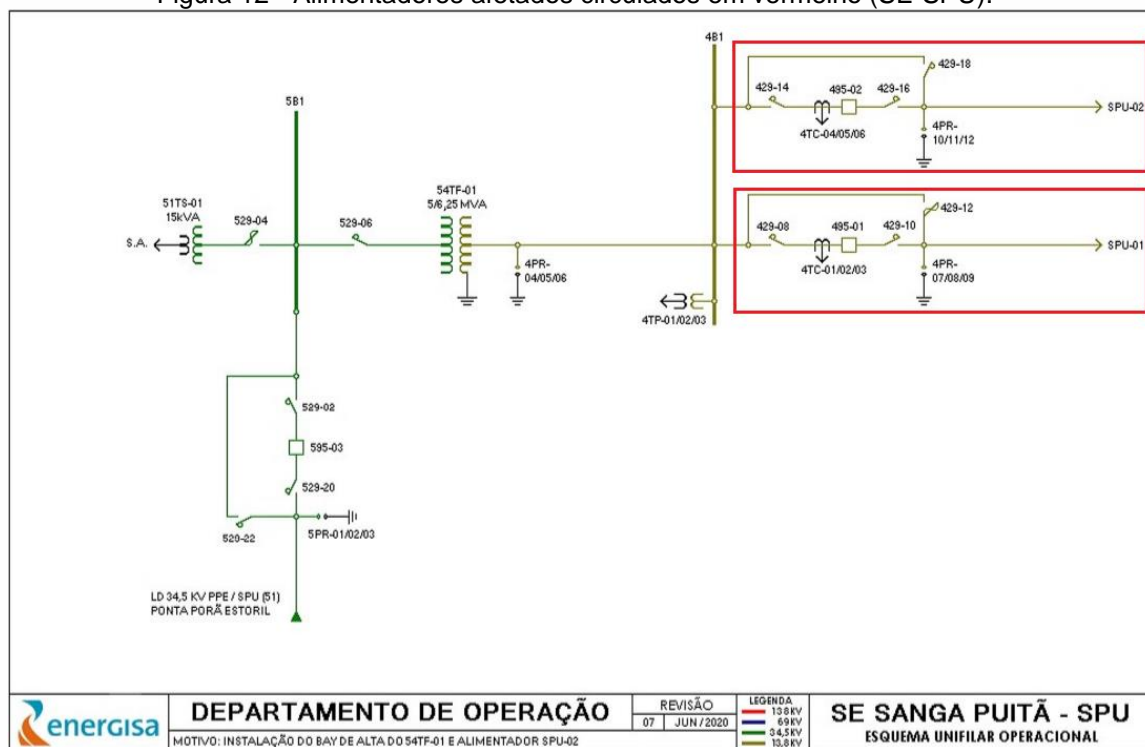 Figura 12 - Alimentadores afetados circulados em vermelho (SE SPU).
4B1
429-18
429-14
495-02
429-16
SPU-02
4TC-04/05/06
4PR-
10/11/12
5B1
54TF-01
5/6,25 MVA
51TS-01
15kVA
529-04
529-06
S.A.
4PR-
04/05/06
429-12
429-08
495-01
429-10
SPU-01
4TC-01/02/03
4PR-
07/08/09
4TP-01/02/03
529-02
595-03
529-20
520-22
5PR-01/02/03
LD 34,5 KV PPE / SPU (51)
PONTA PORÃ ESTORIL
energisa
DEPARTAMENTO DE OPERAÇÃO
MOTIVO: INSTALAÇÃO DO BAY DE ALTA DO 54TF-01 E ALIMENTADOR SPU-02
REVISÃO
07 JUN/2020
LEGENDA
138KV
69KV
34,5KV
13,8KV
SE SANGA PUITÃ - SPU
ESQUEMA UNIFILAR OPERACIONAL